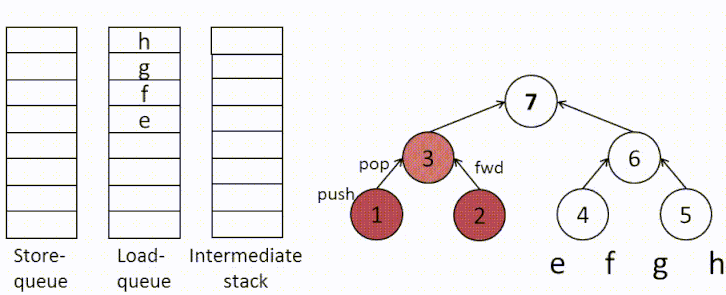 h
g
f
e
Store-
queue
Load-
queue
Intermediate
stack
7
3
6
pop
fwd
push
1
2
4
5
e f g h